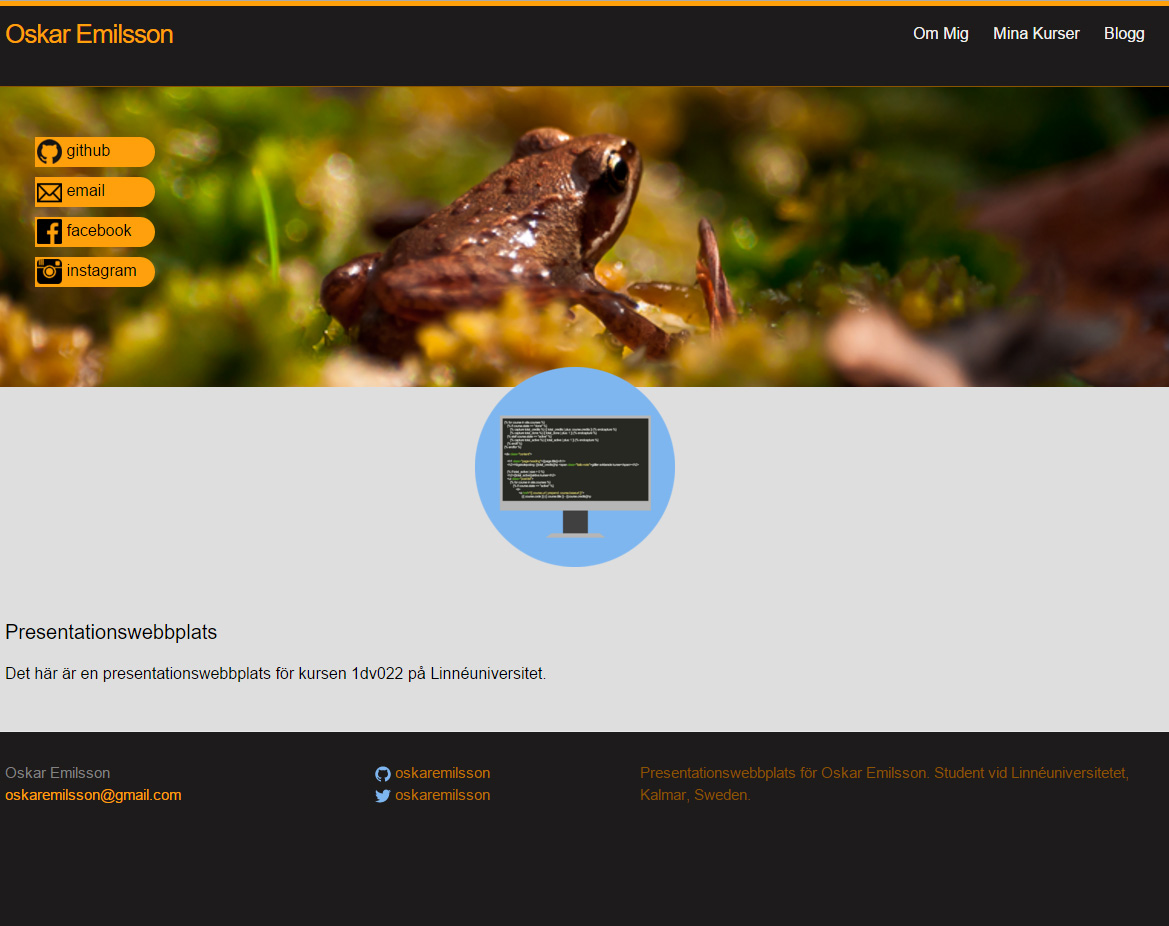 Oskar Emilsson
Om Mig Mina Kurser Blogg
github
email
facebook
instagram
Presentationswebbplats
Det här är en presentationswebbplats för kursen 1dv022 på Linnéuniversitet.
Oskar Emilsson
oskaremilsson@gmail.com
oskaremilsson
oskaremilsson
Presentationswebbplats för Oskar Emilsson. Student vid Linnéuniversitetet,
Kalmar, Sweden.